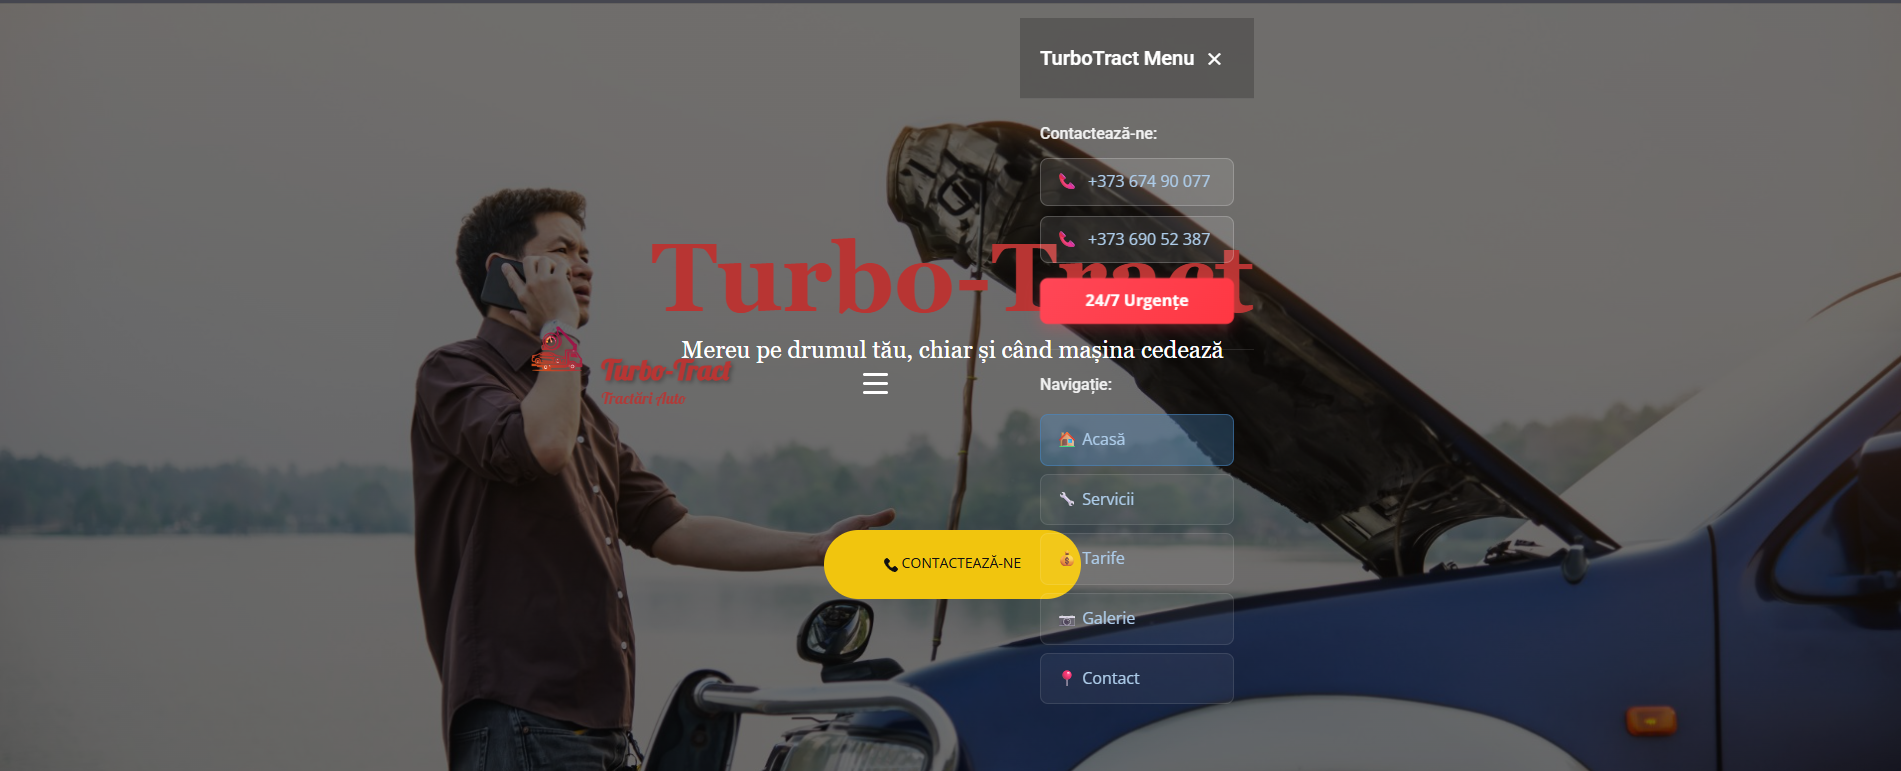 TurboTract Menu
Contactează-ne:
+373 674 90 077
+373 690 52 387
Turbo-Tract
24/7 Urgențe
Mereu pe drumul tău, chiar și când mașina cedează
Turbo-Tract
Tractări Auto
Navigație:
Acasă
Servicii
CONTACTEAZĂ-NE
Tarife
Galerie
Contact